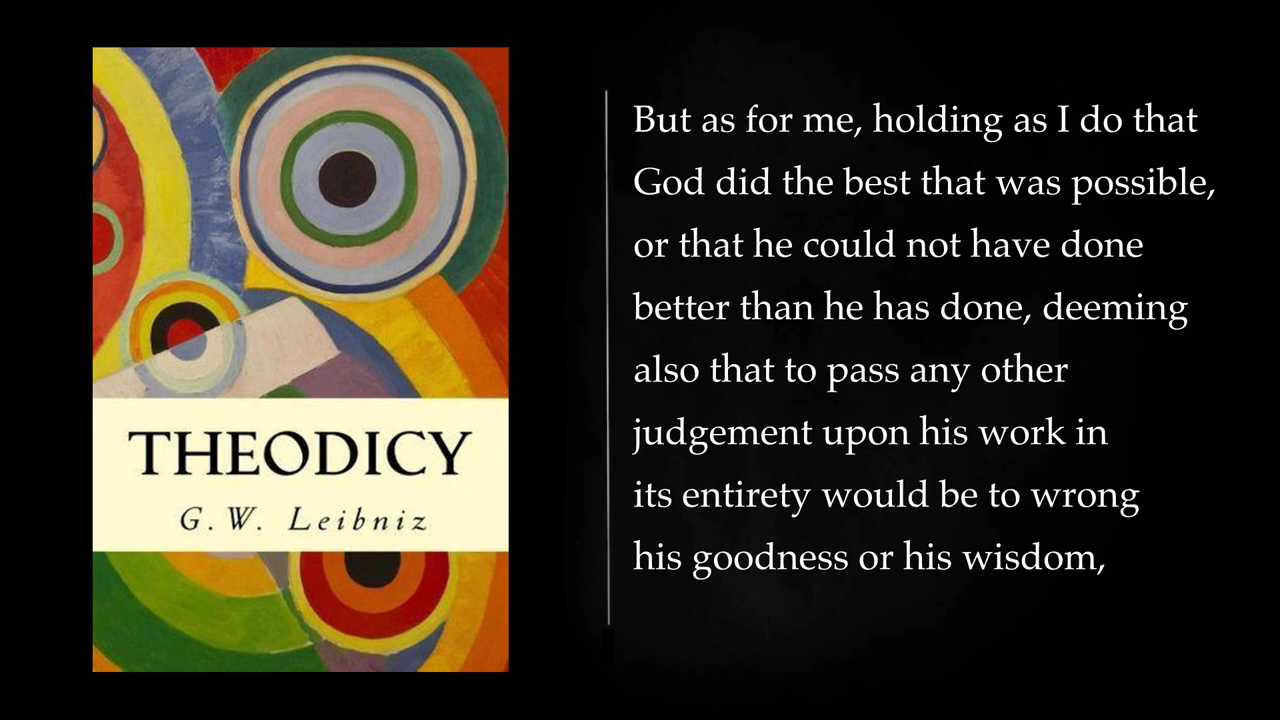 THEODICY
G. W. Leibniz
But as for me, holding as I do that
God did the best that was possible,
or that he could not have done
better than he has done, deeming
also that to pass any other
judgement upon his work in
its entirety would be to wrong
his goodness or his wisdom,